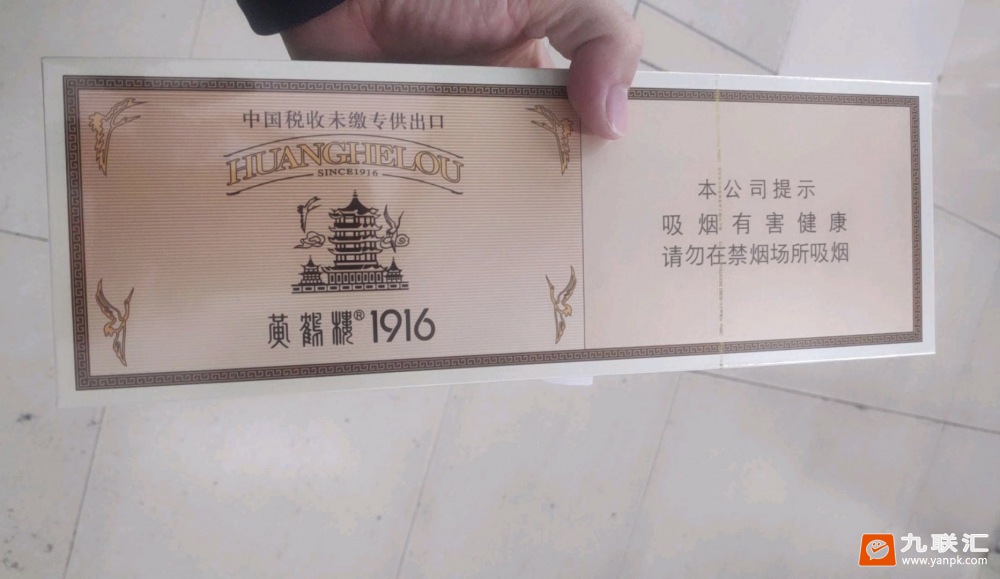 中国税收未缴专供出口
HUANGHELOU
SINCE1916
黄鹤楼® 1916
本公司提示
吸烟有害健康
请勿在禁烟场所吸烟
九联汇
www.yanpk.com